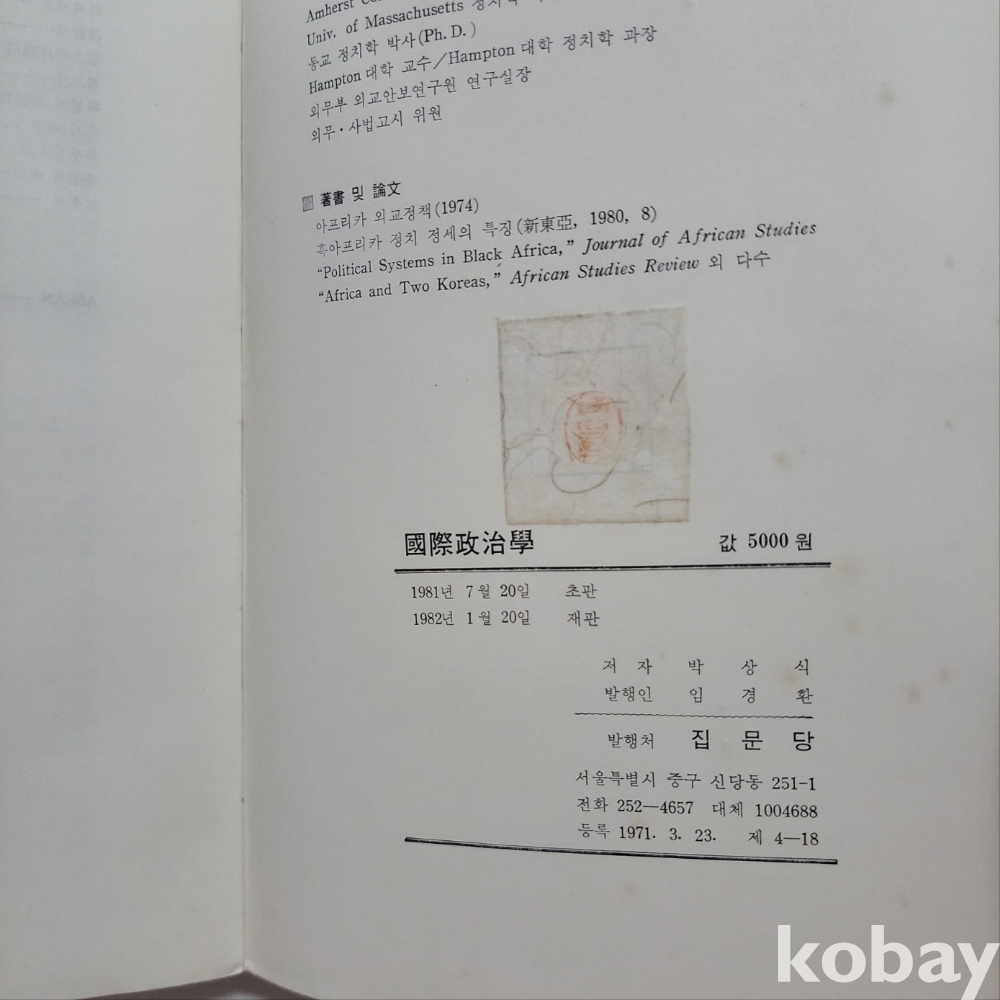 Amherst
Univ. of Massachusetts 정치학
동교 정치학 박사(Ph. D.)
Hampton 대학 교수/Hampton 대학 정치학 과장
외무부 외교안보연구원 연구실장
외무·사법고시 위원
著書 및 論文
아프리카 외교정책(1974)
흑아프리카 정치 정세의 특징(新東亞, 1980, 8)
“Political Systems in Black Africa,” Journal of African Studies
“Africa and Two Koreas,” African Studies Review 외 다수
國際政治學 값 5000 원
1981년 7월 20일 초판
1982년 1월 20일 재판
저 자 박 상 식
발행인 임 경 환
발행처 집 문 당
서울특별시 중구 신당동 251-1
전화 252—4657 대체 1004688
등록 1971. 3. 23. 제 4—18
ASEAN
kobay